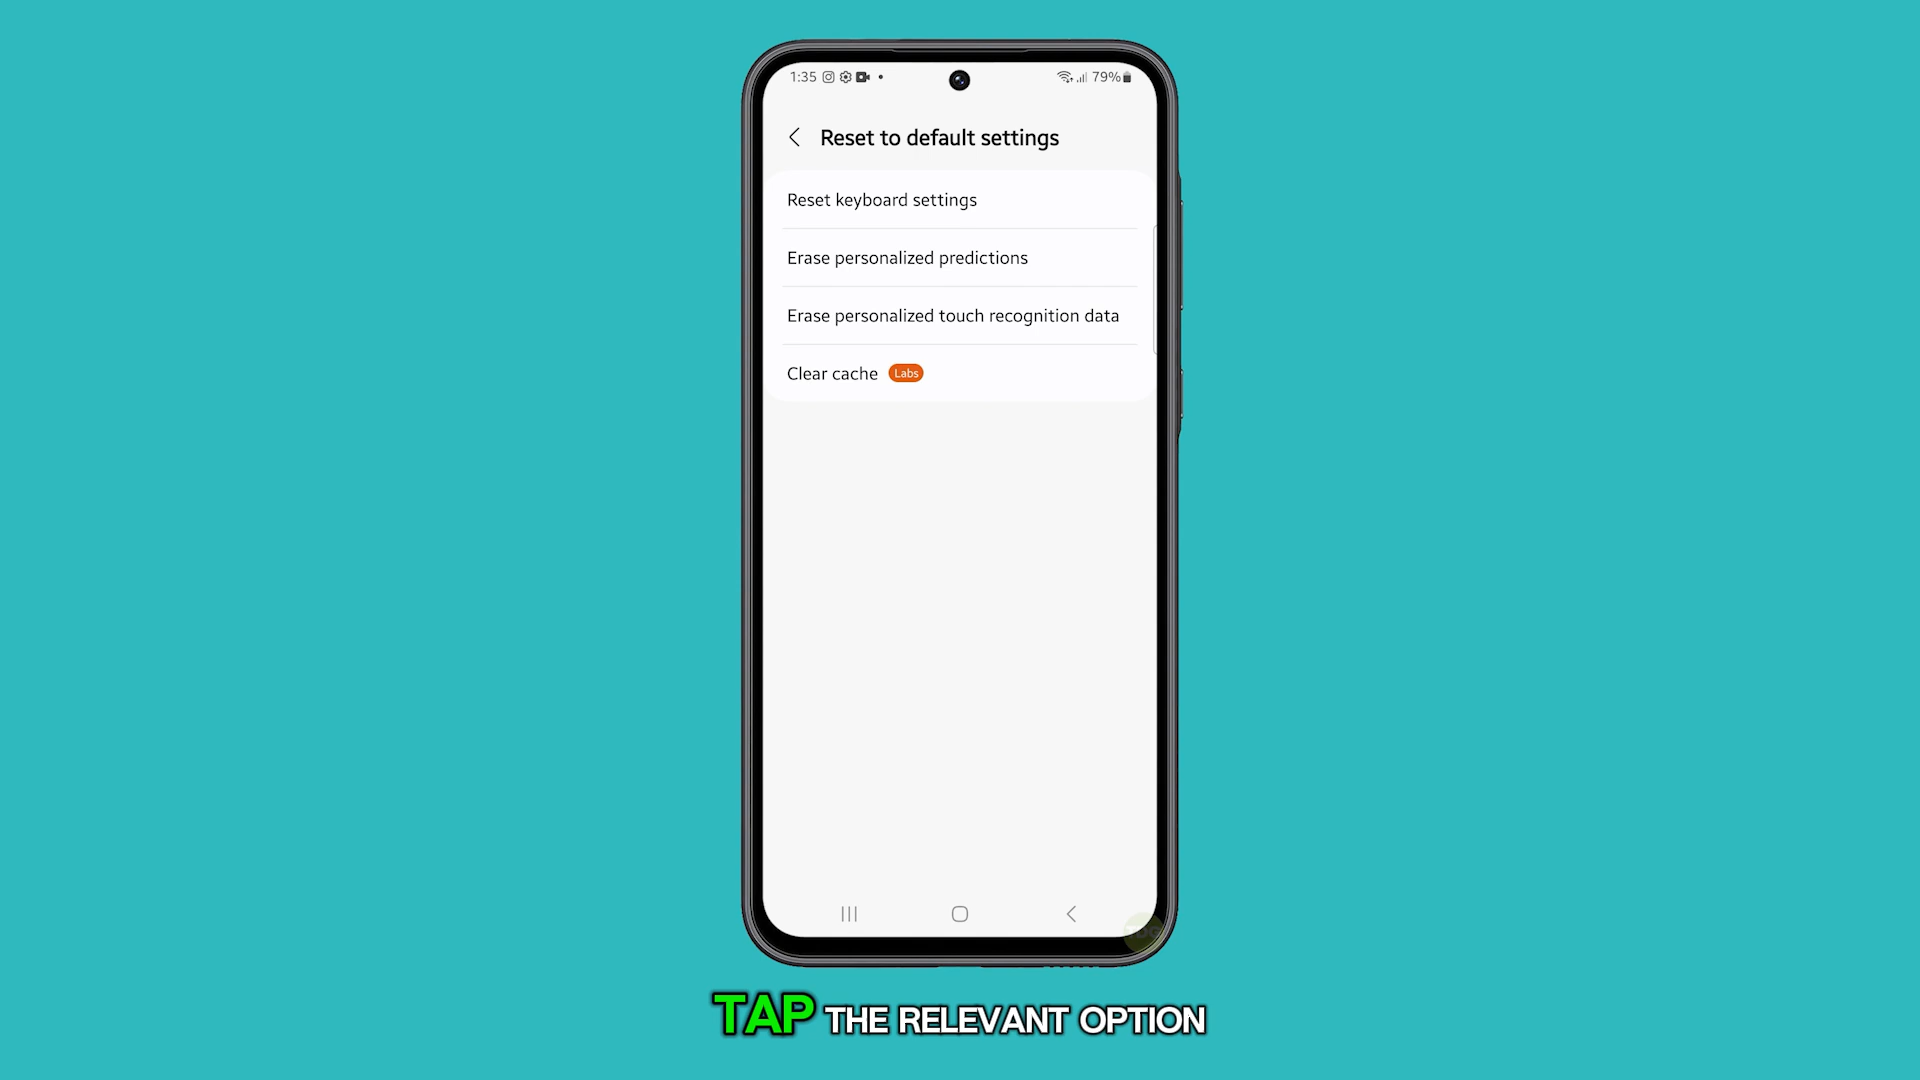 1:35 79%
Reset to default settings
Reset keyboard settings
Erase personalized predictions
Erase personalized touch recognition data
Clear cache Labs
TAP THE RELEVANT OPTION